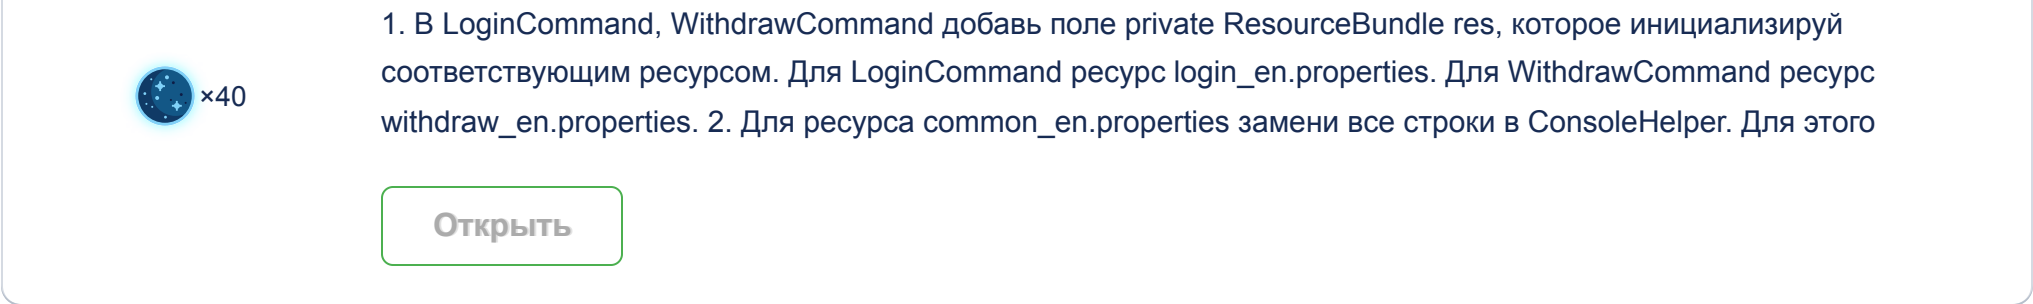 1. В LoginCommand, WithdrawCommand добавь поле private ResourceBundle res, которое инициализируй
×40
соответствующим ресурсом. Для LoginCommand ресурс login_en.properties. Для WithdrawCommand ресурс
withdraw_en.properties. 2. Для ресурса common_en.properties замени все строки в ConsoleHelper. Для этого
Открыть